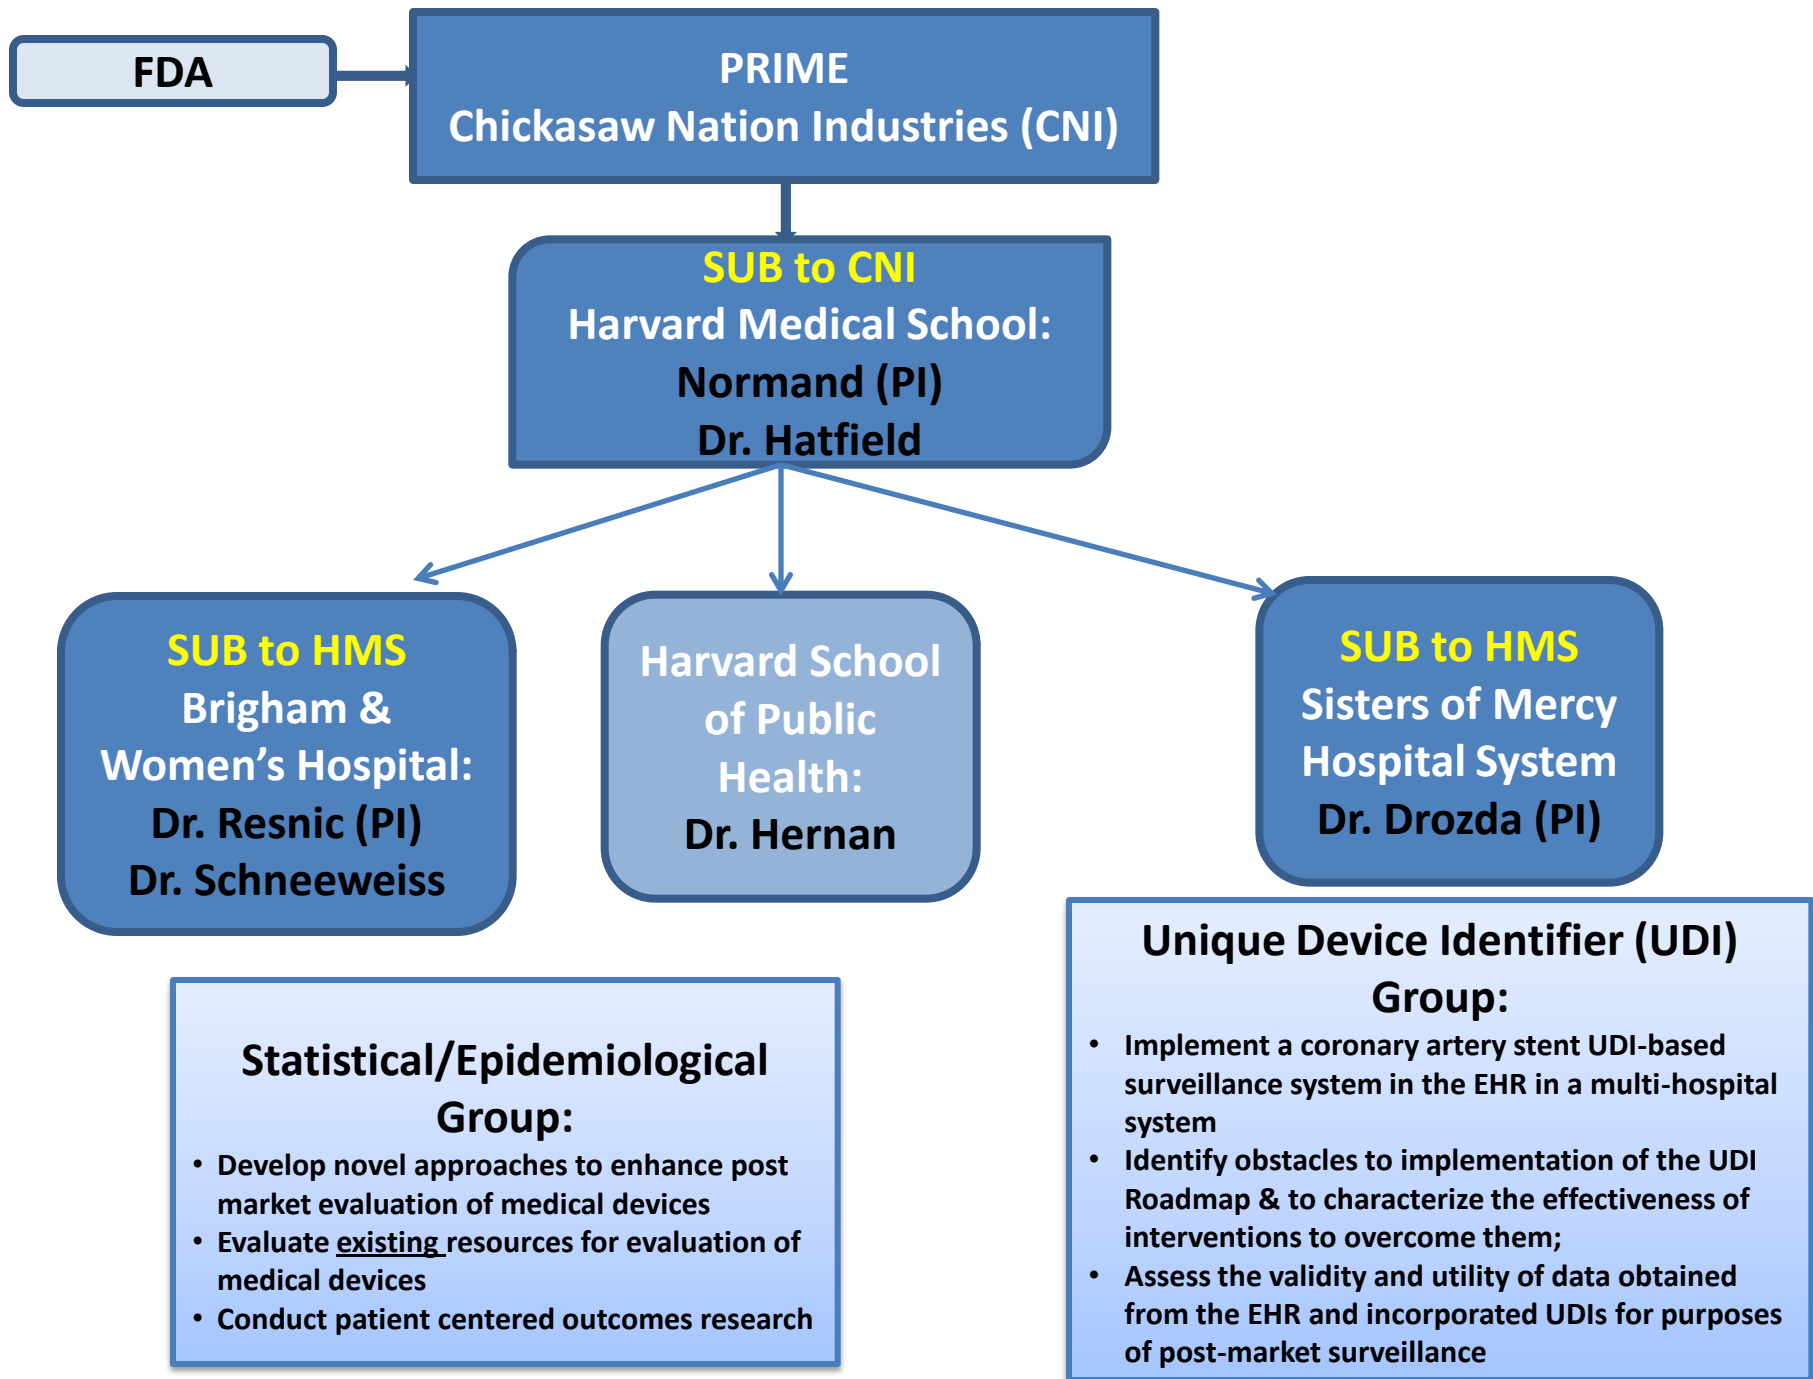 FDA
PRIME
Chickasaw Nation Industries (CNI)
SUB to CNI
Harvard Medical School:
Normand (PI)
Dr. Hatfield
SUB to HMS
Brigham &
Women’s Hospital:
Dr. Resnic (PI)
Dr. Schneeweiss
Harvard School
of Public
Health:
Dr. Hernan
SUB to HMS
Sisters of Mercy
Hospital System
Dr. Drozda (PI)
Statistical/Epidemiological
Group:
• Develop novel approaches to enhance post
market evaluation of medical devices
• Evaluate existing resources for evaluation of
medical devices
• Conduct patient centered outcomes research
Unique Device Identifier (UDI)
Group:
• Implement a coronary artery stent UDI-based
surveillance system in the EHR in a multi-hospital
system
• Identify obstacles to implementation of the UDI
Roadmap & to characterize the effectiveness of
interventions to overcome them;
• Assess the validity and utility of data obtained
from the EHR and incorporated UDIs for purposes
of post-market surveillance